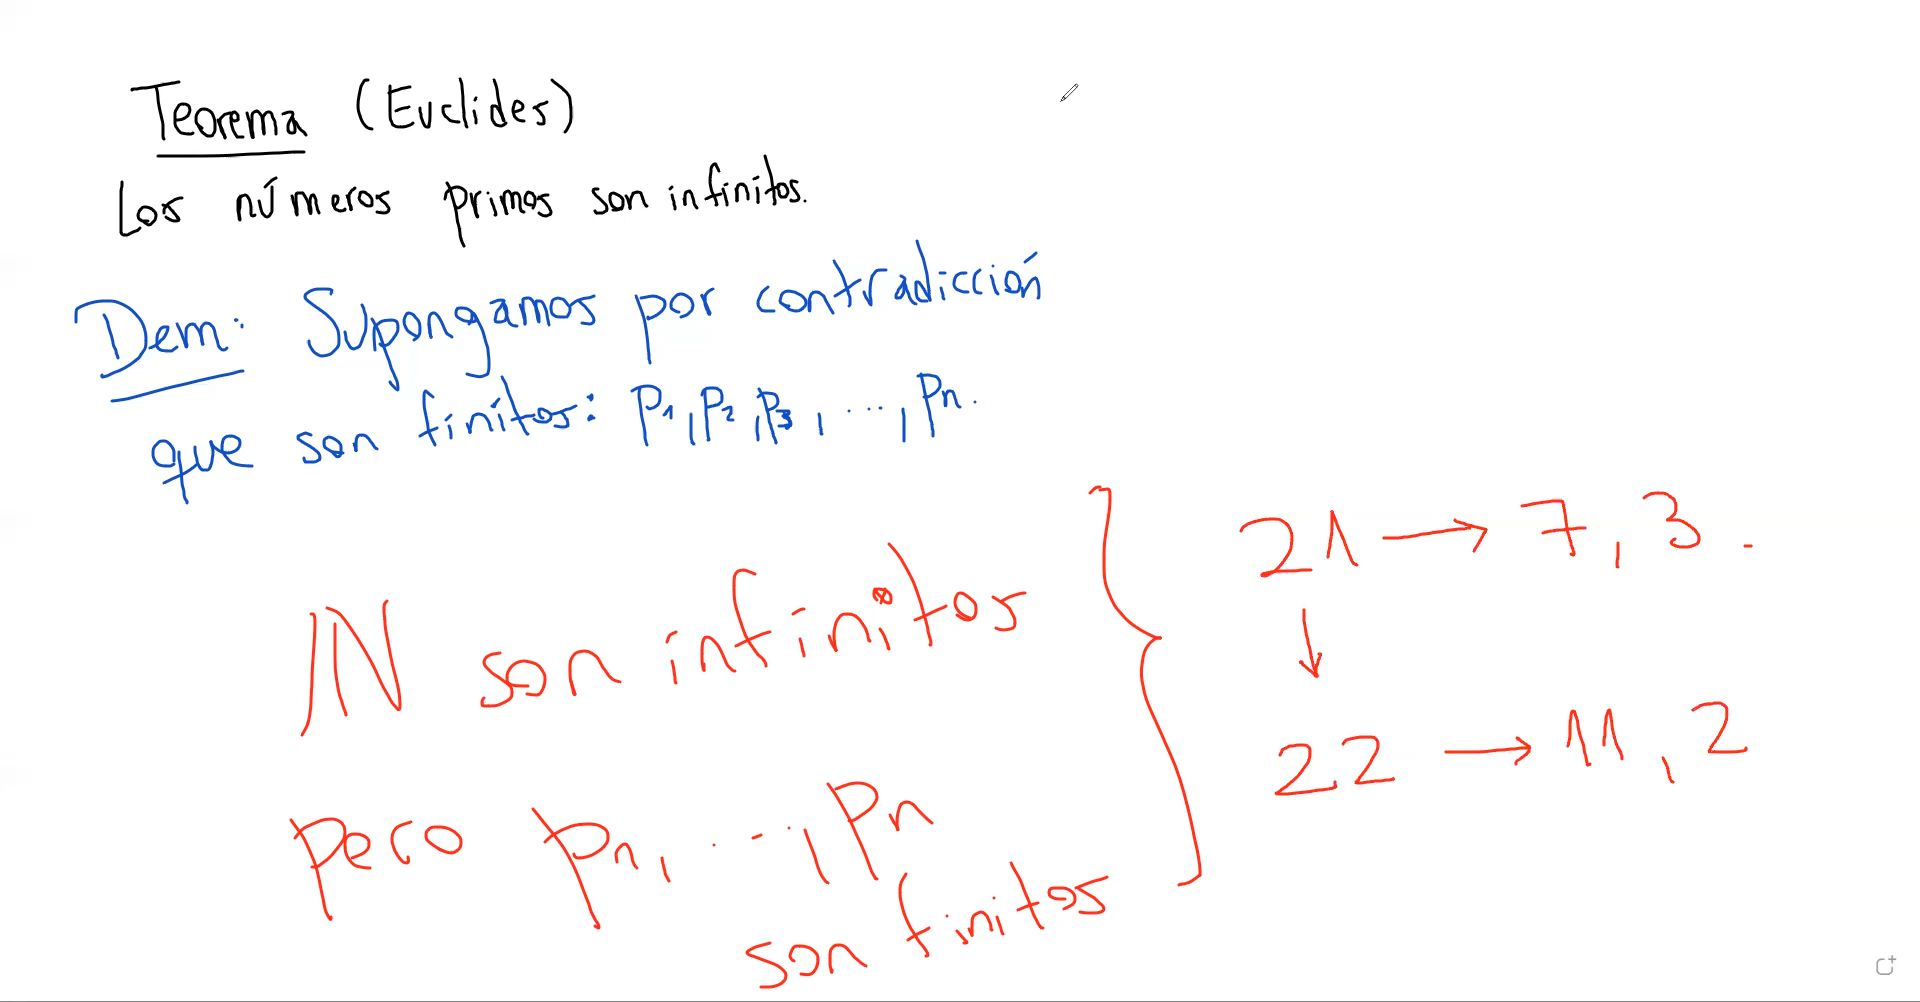 Teorema (Euclides)
Los números primos son infinitos.
Dem: Supongamos por contradicción
que son finitos: p1, p2, p3, ..., pn.
ℕ son infinitos
pero p1, ..., pn
son finitos
21 → 7, 3.
↓
22 → 11, 2